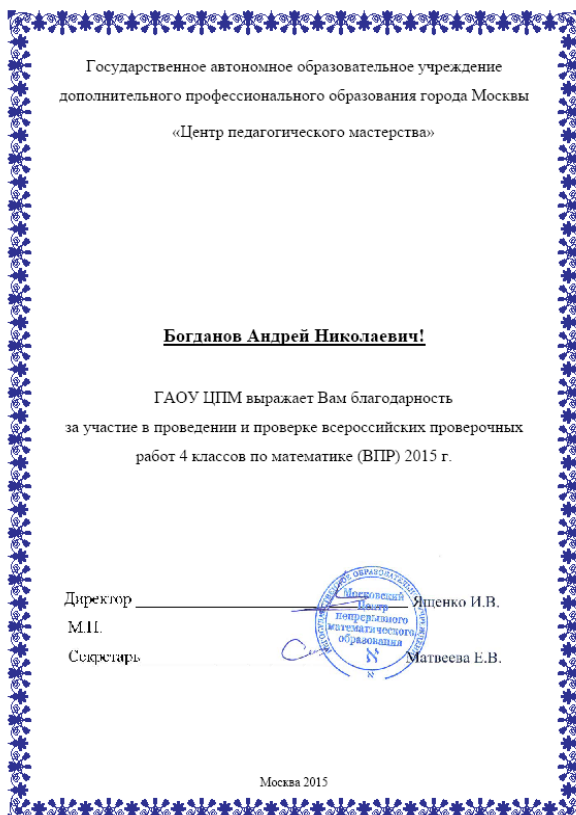 Государственное автономное образовательное учреждение
дополнительного профессионального образования города Москвы
«Центр педагогического мастерства»
Богданов Андрей Николаевич!
ГАОУ ЦПМ выражает Вам благодарность
за участие в проведении и проверке всероссийских проверочных
работ 4 классов по математике (ВПР) 2015 г.
Директор Ященко И.В.
М.П.
Секретарь Матвеева Е.В.
Московский
Центр
непрерывного
математического
образования
ℵ
Москва 2015